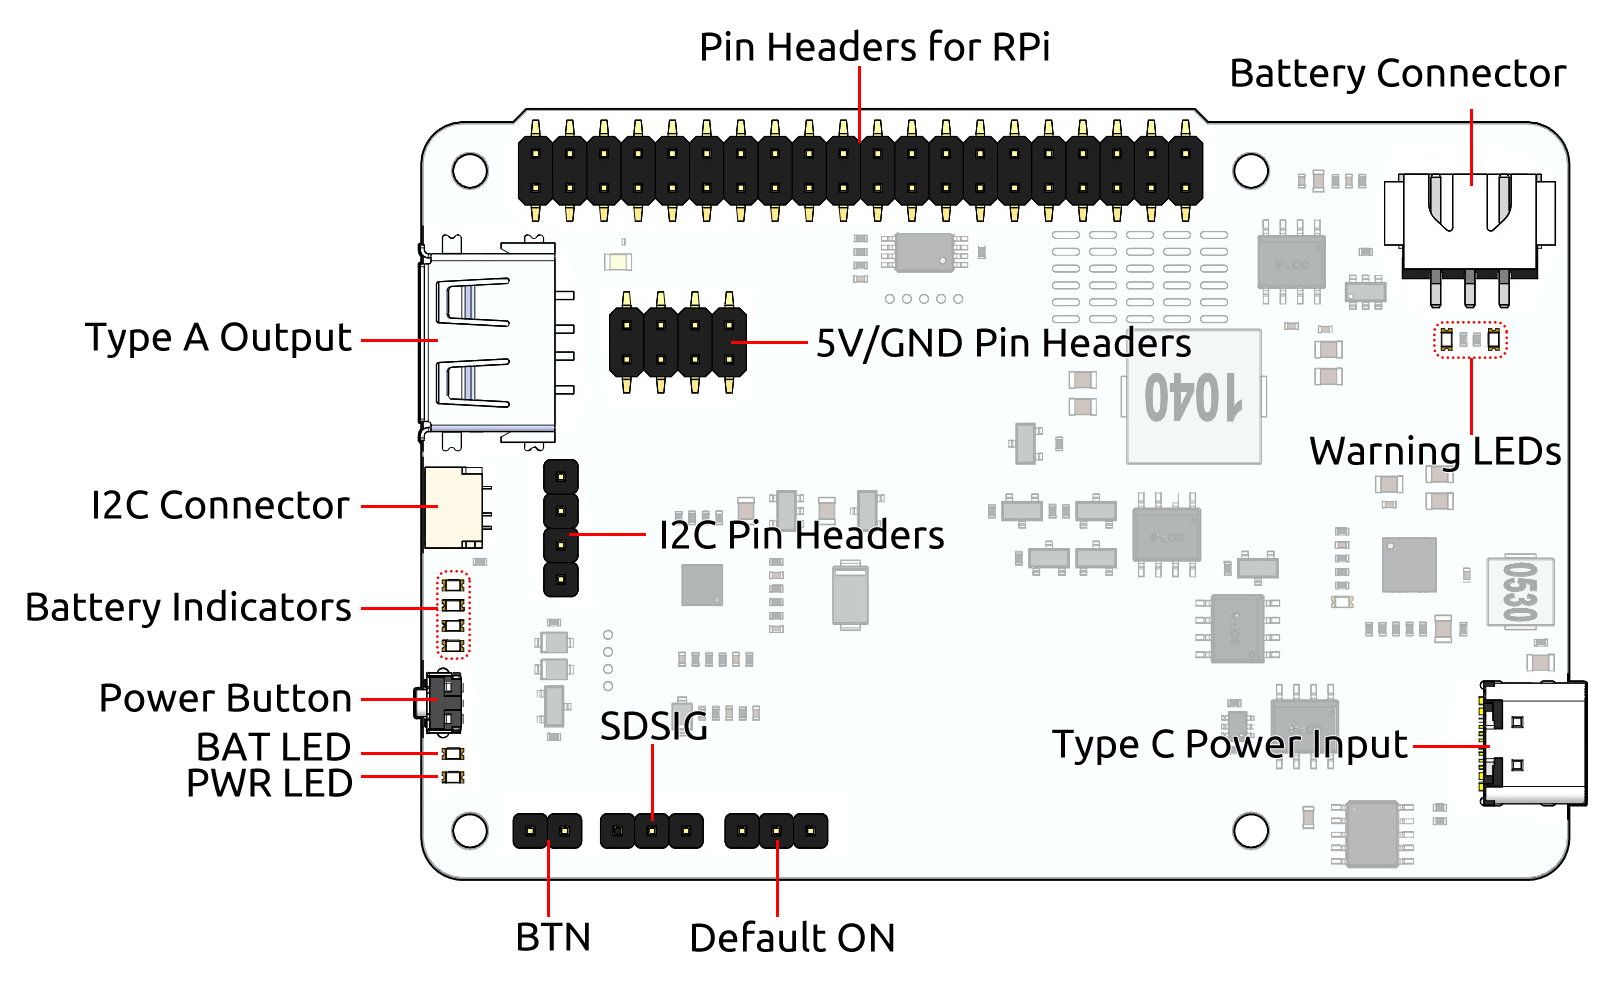 Pin Headers for RPi
Battery Connector
Type A Output
5V/GND Pin Headers
1040
Warning LEDs
I2C Connector
I2C Pin Headers
0530
Battery Indicators
Power Button
SDSIG
BAT LED
Type C Power Input
PWR LED
BTN
Default ON